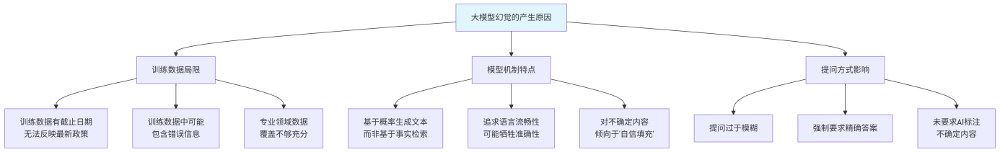 大模型幻觉的产生原因
训练数据局限
模型机制特点
提问方式影响
训练数据有截止日期
无法反映最新政策
训练数据中可能
包含错误信息
专业领域数据
覆盖不够充分
基于概率生成文本
而非基于事实检索
追求语言流畅性
可能牺牲准确性
对不确定内容
倾向于'自信填充'
提问过于模糊
强制要求精确答案
未要求AI标注
不确定内容